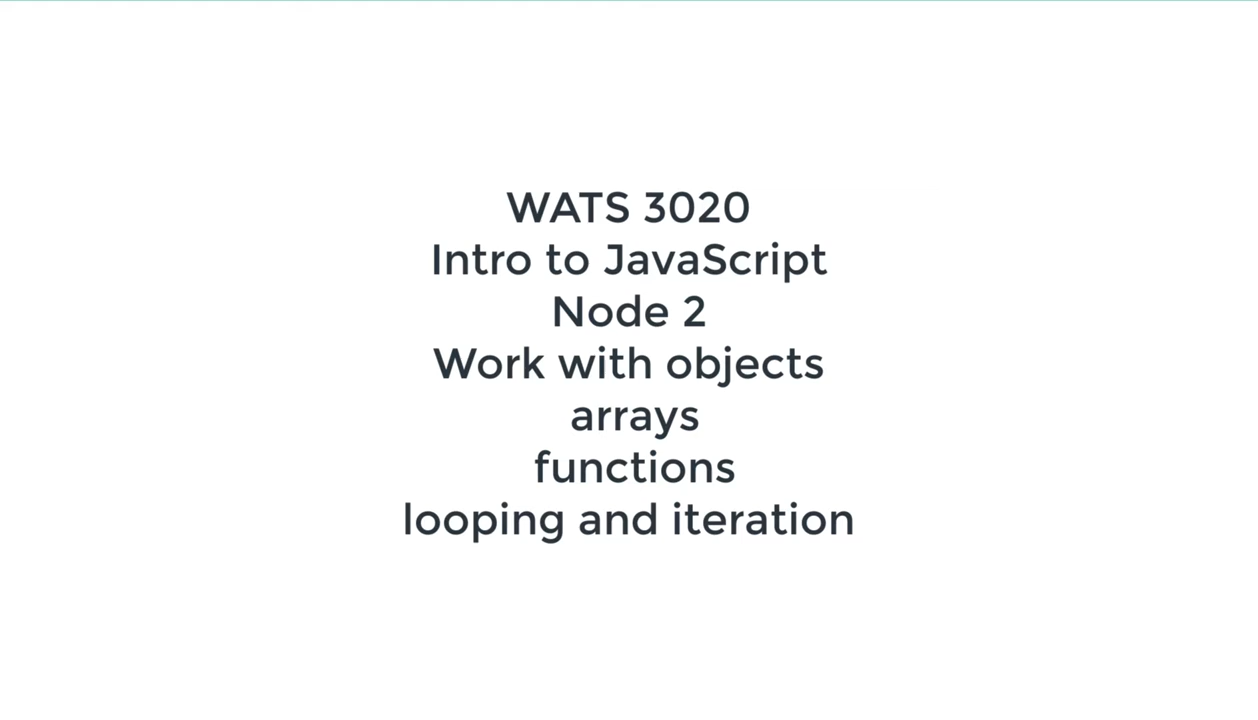 WATS 3020
Intro to JavaScript
Node 2
Work with objects
arrays
functions
looping and iteration